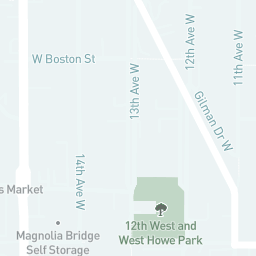 12th Ave W
11th Ave W
W Boston St
13th Ave W
Gilman Dr W
14th Ave W
s Market
12th West and
West Howe Park
Magnolia Bridge
Self Storage